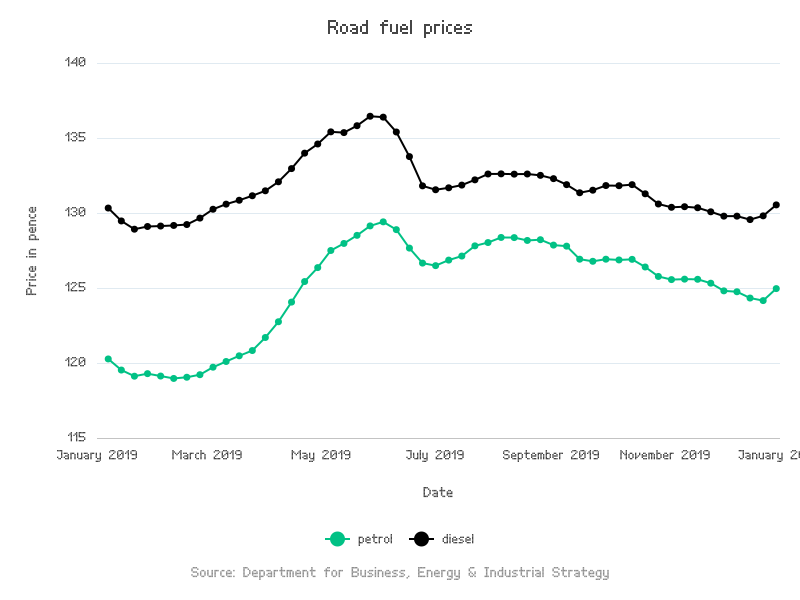 Road fuel prices
140
135
130
125
120
115
Price in pence
January 2019 March 2019 May 2019 July 2019 September 2019 November 2019 January
Date
petrol diesel
Source: Department for Business, Energy & Industrial Strategy